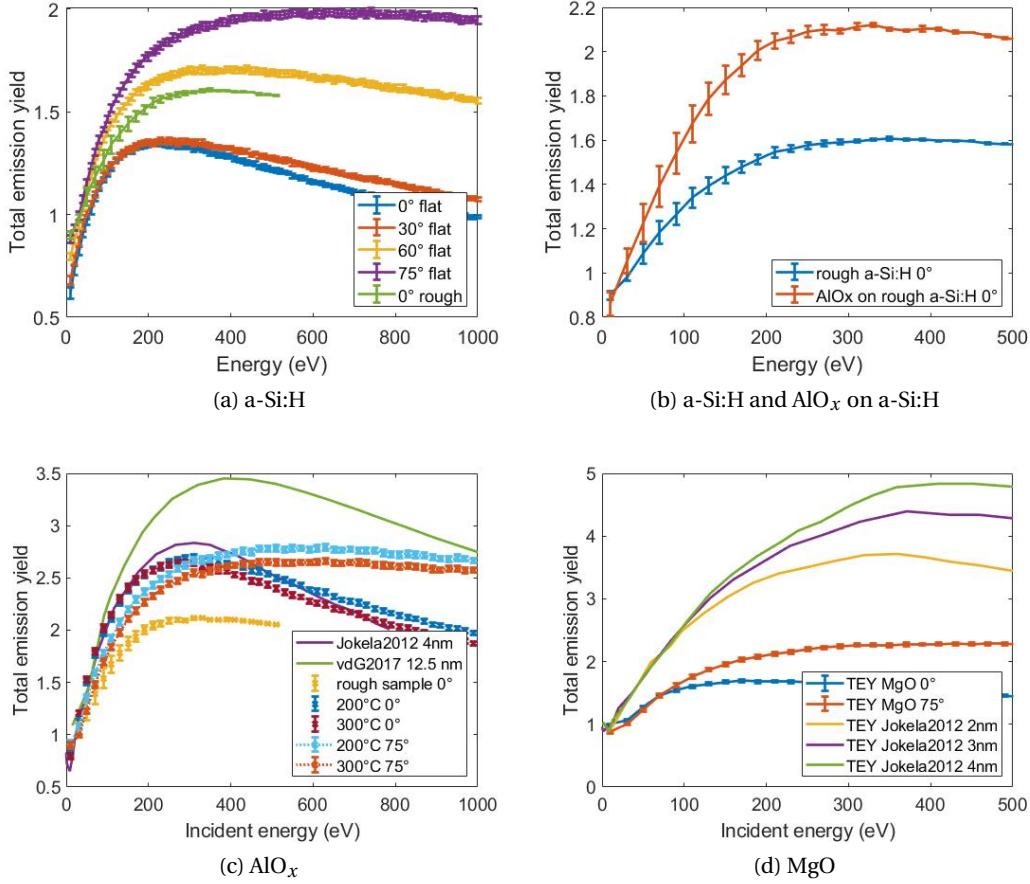 2
1.5
1
0.5
0
200
400
600
800
1000
Total emission yield
Energy (eV)
0° flat
30° flat
60° flat
75° flat
0° rough
(a) a-Si:H
2.2
2
1.8
1.6
1.4
1.2
1
0.8
0
100
200
300
400
500
Total emission yield
Energy (eV)
rough a-Si:H 0°
AlOx on rough a-Si:H 0°
(b) a-Si:H and AlOₓ on a-Si:H
3.5
3
2.5
2
1.5
1
0.5
0
200
400
600
800
1000
Total emission yield
Incident energy (eV)
Jokela2012 4nm
vdG2017 12.5 nm
rough sample 0°
200°C 0°
300°C 0°
200°C 75°
300°C 75°
(c) AlOₓ
5
4
3
2
1
0
0
100
200
300
400
500
Total emission yield
Incident energy (eV)
TEY MgO 0°
TEY MgO 75°
TEY Jokela2012 2nm
TEY Jokela2012 3nm
TEY Jokela2012 4nm
(d) MgO